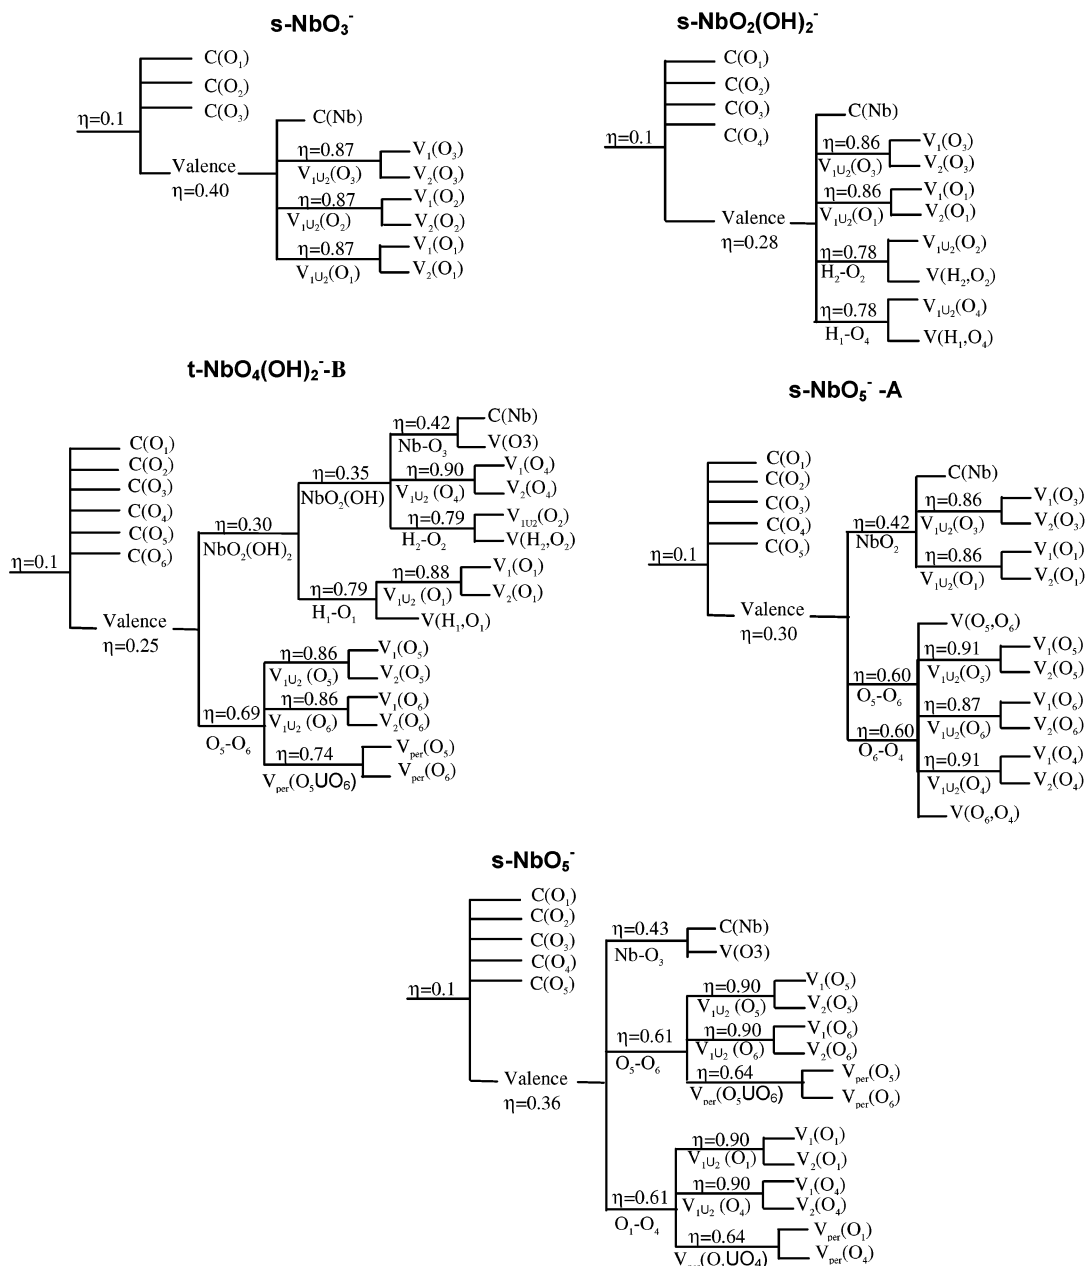 s-NbO₃⁻
C(O₁)
C(O₂)
C(O₃)
η=0.1
Valence
η=0.40
C(Nb)
η=0.87
V₁∪₂(O₃)
V₁(O₃)
V₂(O₃)
η=0.87
V₁∪₂(O₂)
V₁(O₂)
V₂(O₂)
η=0.87
V₁∪₂(O₁)
V₁(O₁)
V₂(O₁)
s-NbO₂(OH)₂⁻
C(O₁)
C(O₂)
C(O₃)
C(O₄)
η=0.1
Valence
η=0.28
C(Nb)
η=0.86
V₁∪₂(O₃)
V₁(O₃)
V₂(O₃)
η=0.86
V₁∪₂(O₁)
V₁(O₁)
V₂(O₁)
η=0.78
H₂-O₂
V₁∪₂(O₂)
V(H₂,O₂)
η=0.78
H₁-O₄
V₁∪₂(O₄)
V(H₁,O₄)
t-NbO₄(OH)₂⁻-B
C(O₁)
C(O₂)
C(O₃)
C(O₄)
C(O₅)
C(O₆)
η=0.1
Valence
η=0.25
η=0.30
NbO₂(OH)₂
η=0.35
NbO₂(OH)
η=0.42
Nb-O₃
C(Nb)
V(O3)
η=0.90
V₁∪₂ (O₄)
V₁(O₄)
V₂(O₄)
η=0.79
H₂-O₂
V₁U₂(O₂)
V(H₂,O₂)
η=0.79
H₁-O₁
η=0.88
V₁∪₂ (O₁)
V₁(O₁)
V₂(O₁)
V(H₁,O₁)
η=0.69
O₅-O₆
η=0.86
V₁∪₂ (O₅)
V₁(O₅)
V₂(O₅)
η=0.86
V₁∪₂ (O₆)
V₁(O₆)
V₂(O₆)
η=0.74
Vₚₑᵣ(O₅UO₆)
Vₚₑᵣ(O₅)
Vₚₑᵣ(O₆)
s-NbO₅⁻ -A
C(O₁)
C(O₂)
C(O₃)
C(O₄)
C(O₅)
η=0.1
Valence
η=0.30
η=0.42
NbO₂
C(Nb)
η=0.86
V₁∪₂(O₃)
V₁(O₃)
V₂(O₃)
η=0.86
V₁∪₂(O₁)
V₁(O₁)
V₂(O₁)
η=0.60
O₅-O₆
η=0.60
O₆-O₄
V(O₅,O₆)
η=0.91
V₁∪₂(O₅)
V₁(O₅)
V₂(O₅)
η=0.87
V₁∪₂(O₆)
V₁(O₆)
V₂(O₆)
η=0.91
V₁∪₂(O₄)
V₁(O₄)
V₂(O₄)
V(O₆,O₄)
s-NbO₅⁻
C(O₁)
C(O₂)
C(O₃)
C(O₄)
C(O₅)
η=0.1
Valence
η=0.36
η=0.43
Nb-O₃
C(Nb)
V(O3)
η=0.61
O₅-O₆
η=0.90
V₁∪₂ (O₅)
V₁(O₅)
V₂(O₅)
η=0.90
V₁∪₂ (O₆)
V₁(O₆)
V₂(O₆)
η=0.64
Vₚₑᵣ(O₅UO₆)
Vₚₑᵣ(O₅)
Vₚₑᵣ(O₆)
η=0.61
O₁-O₄
η=0.90
V₁∪₂ (O₁)
V₁(O₁)
V₂(O₁)
η=0.90
V₁∪₂ (O₄)
V₁(O₄)
V₂(O₄)
η=0.64
Vₚₑᵣ(O₁)
Vₚₑᵣ(O₄)